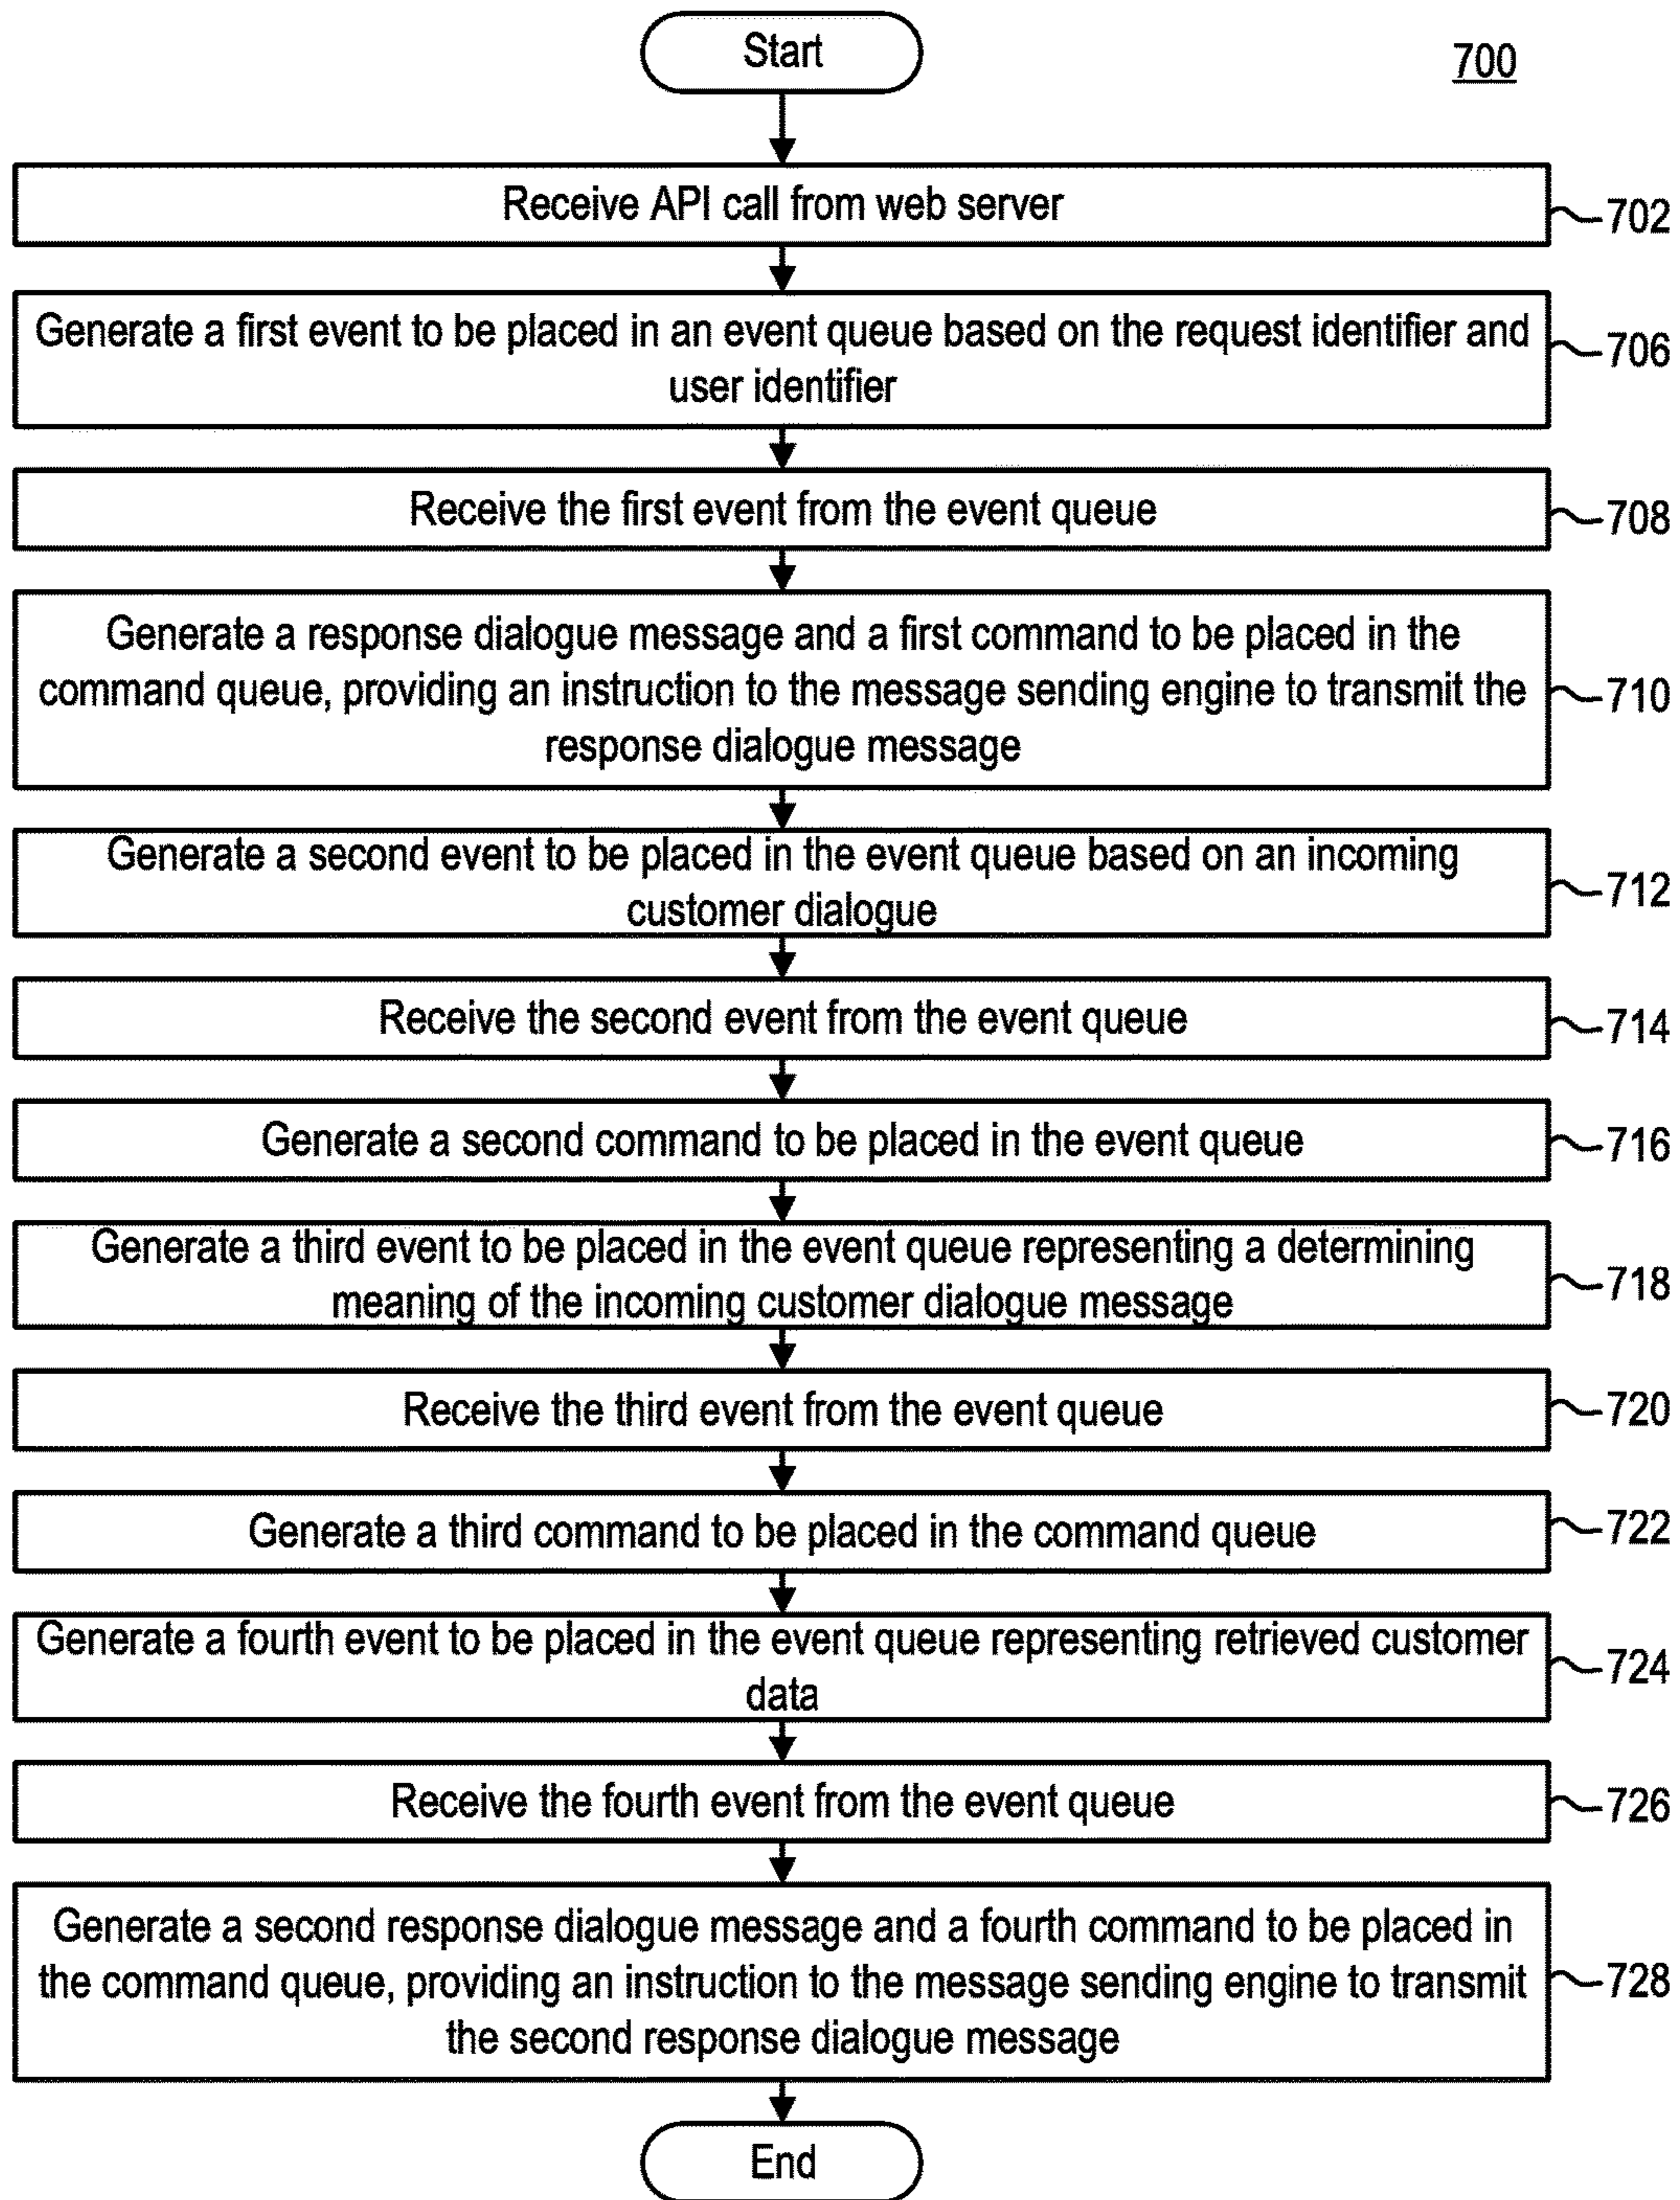 Start
700
Receive API call from web server
702
Generate a first event to be placed in an event queue based on the request identifier and
user identifier
706
Receive the first event from the event queue
708
Generate a response dialogue message and a first command to be placed in the
command queue, providing an instruction to the message sending engine to transmit the
response dialogue message
710
Generate a second event to be placed in the event queue based on an incoming
customer dialogue
712
Receive the second event from the event queue
714
Generate a second command to be placed in the event queue
716
Generate a third event to be placed in the event queue representing a determining
meaning of the incoming customer dialogue message
718
Receive the third event from the event queue
720
Generate a third command to be placed in the command queue
722
Generate a fourth event to be placed in the event queue representing retrieved customer
data
724
Receive the fourth event from the event queue
726
Generate a second response dialogue message and a fourth command to be placed in
the command queue, providing an instruction to the message sending engine to transmit
the second response dialogue message
728
End